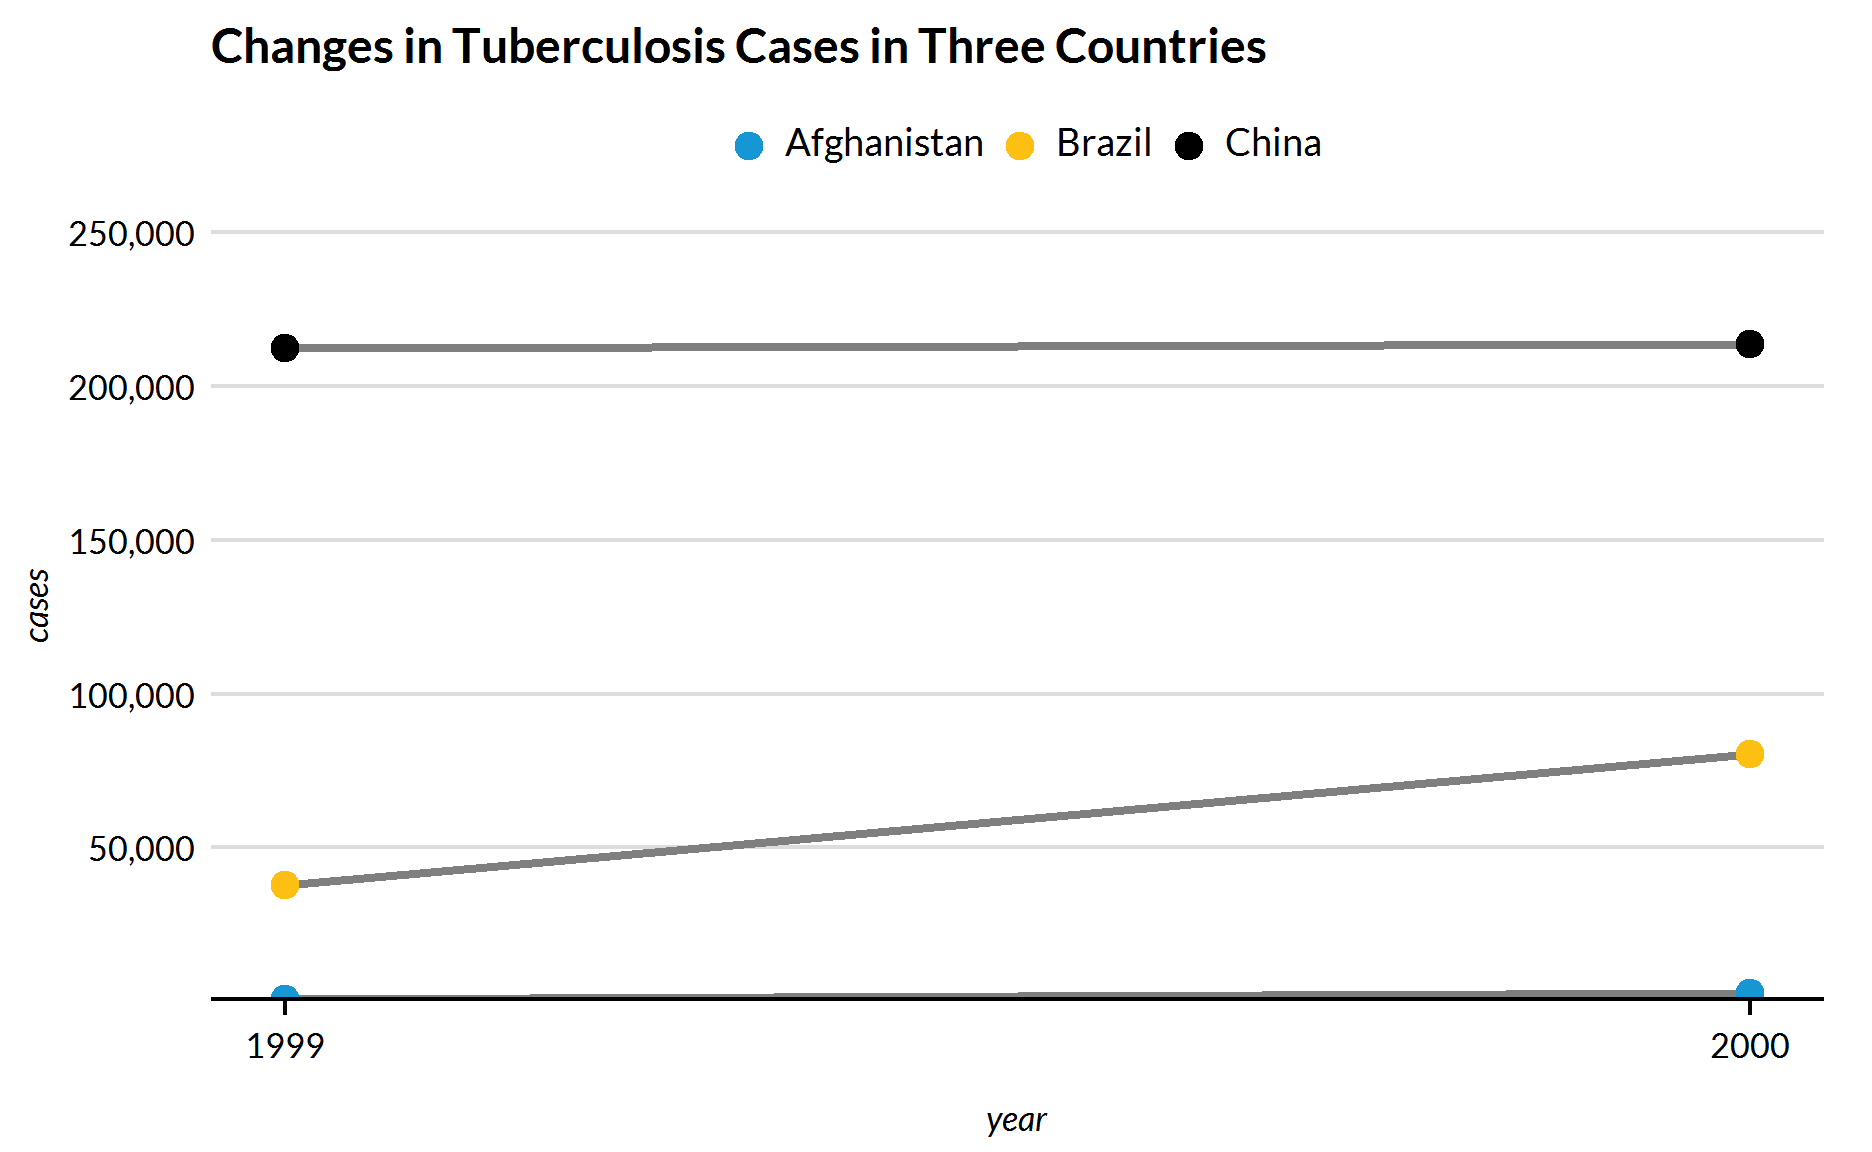 Changes in Tuberculosis Cases in Three Countries
Afghanistan Brazil China
250,000
200,000
150,000
100,000
50,000
cases
1999 2000
year